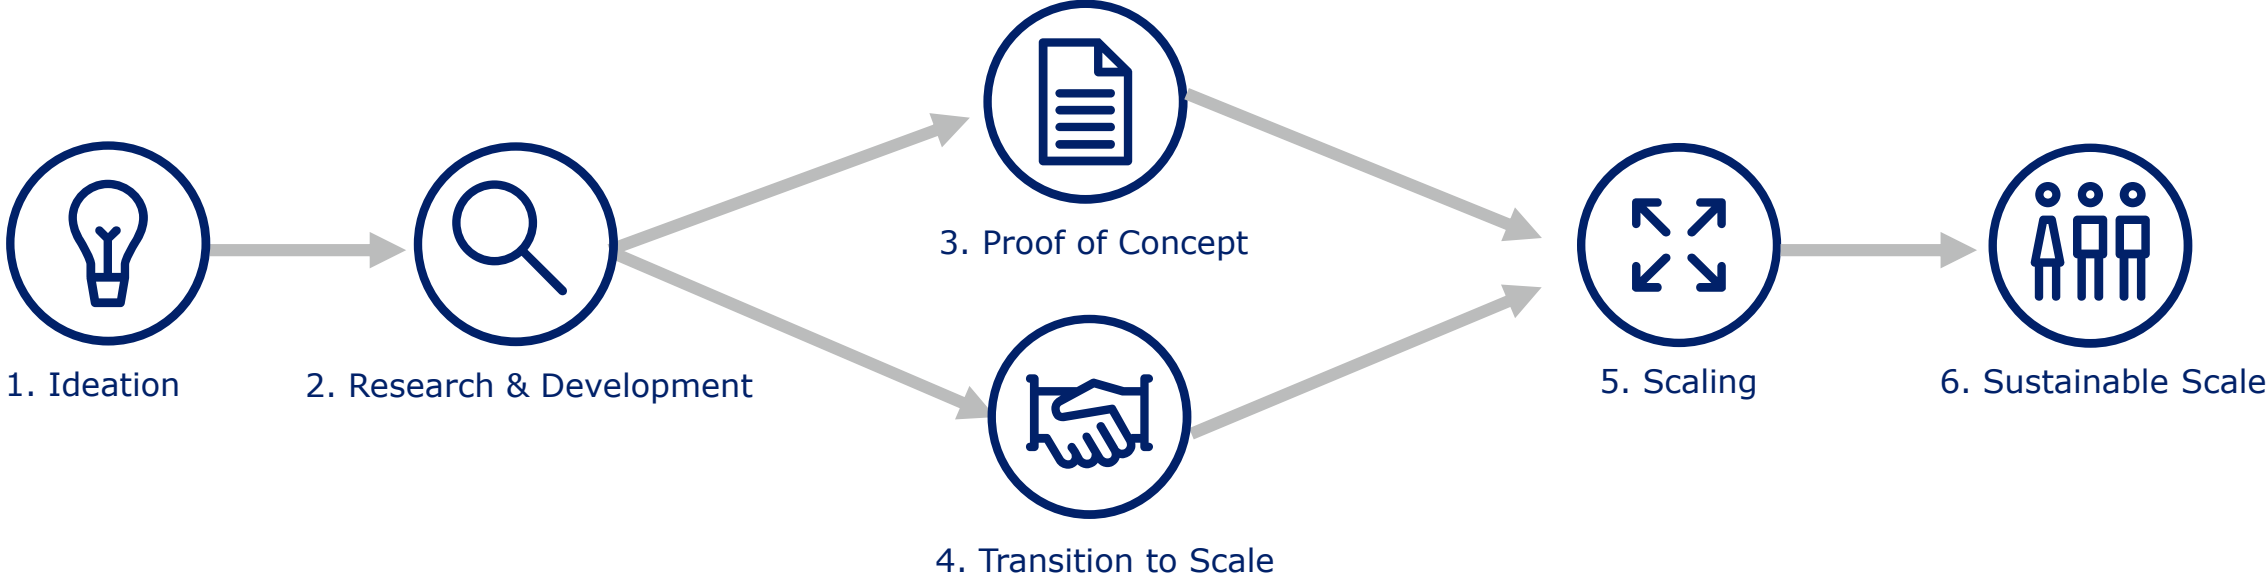 1. Ideation
2. Research & Development
3. Proof of Concept
4. Transition to Scale
5. Scaling
6. Sustainable Scale